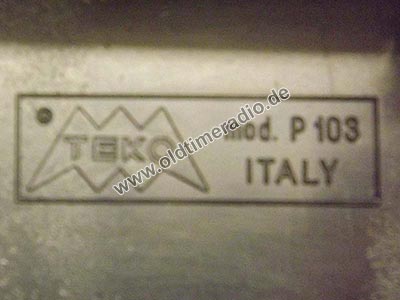 TEKO mod. P 103
ITALY
www.oldtimeradio.de